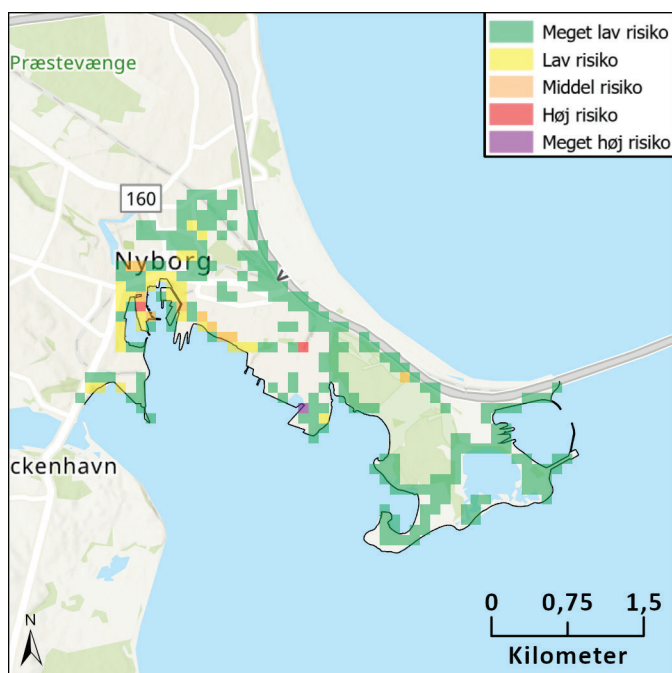 Meget lav risiko
Lav risiko
Middel risiko
Høj risiko
Meget høj risiko
Præstevænge
160
Nyborg
ckenhavn
N
0 0,75 1,5
Kilometer